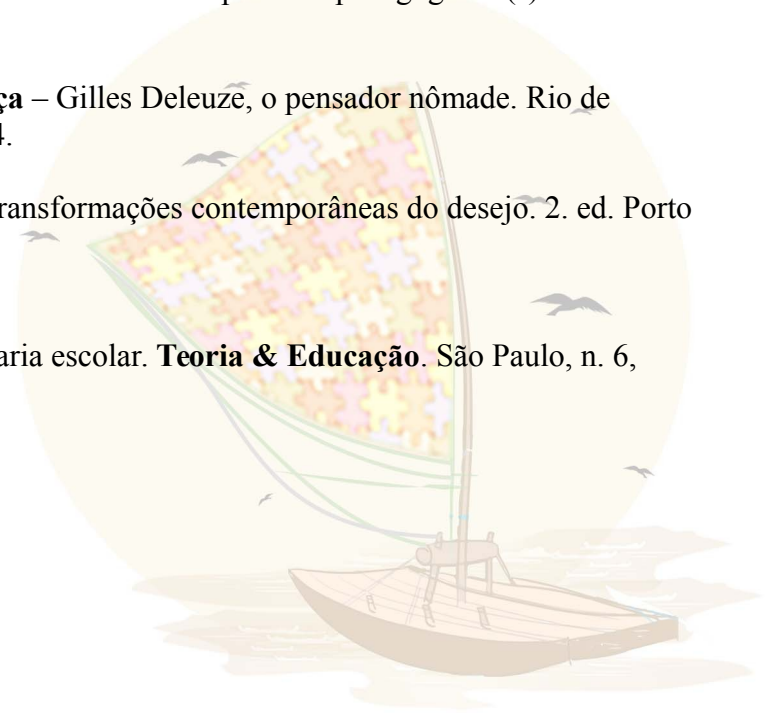 ça – Gilles Deleuze, o pensador nômade. Rio de
4.
ransformações contemporâneas do desejo. 2. ed. Porto
aria escolar. Teoria & Educação. São Paulo, n. 6,